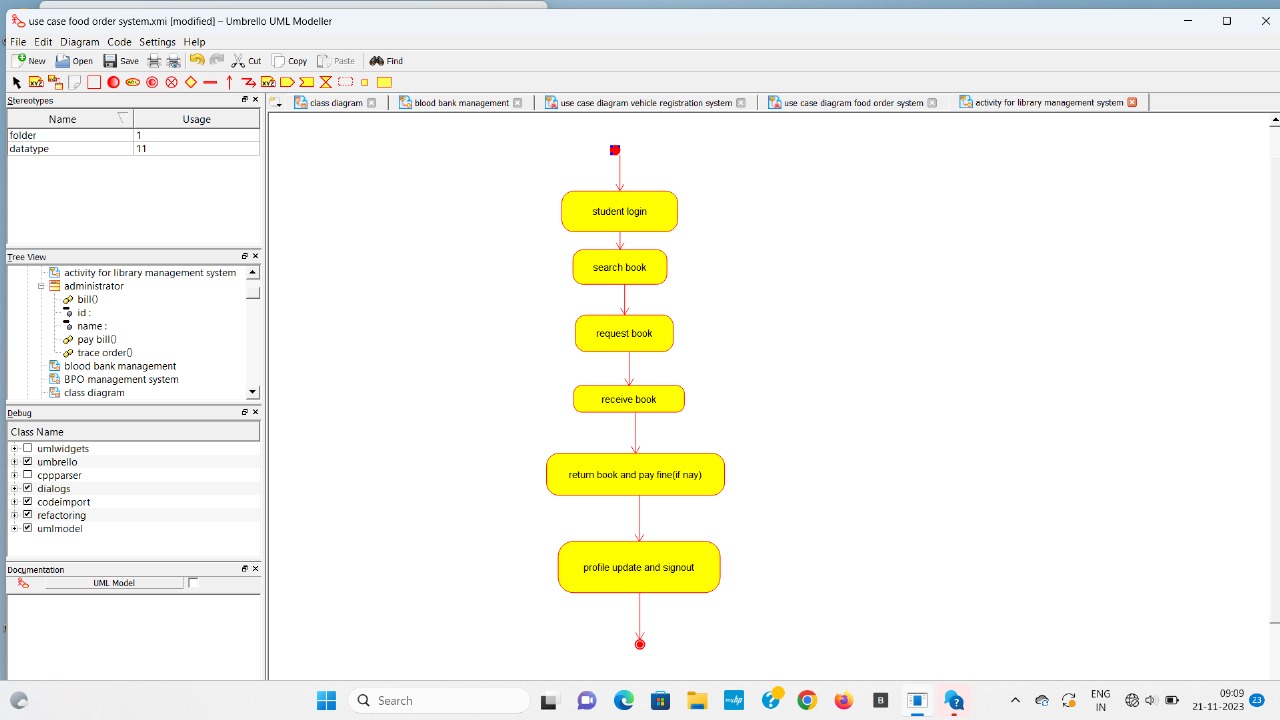 use case food order system.xmi [modified] – Umbrello UML Modeller
File Edit Diagram Code Settings Help
New Open Save Cut Copy Paste Find
Stereotypes
Name Usage
folder 1
datatype 11
class diagram blood bank management use case diagram vehicle registration system use case diagram food order system activity for library management system
student login
search book
request book
receive book
return book and pay fine(if nay)
profile update and signout
Tree View
activity for library management system
administrator
bill()
id :
name :
pay bill()
trace order()
blood bank management
BPO management system
class diagram
Debug
Class Name
umlwidgets
umbrello
cppparser
dialogs
codeimport
refactoring
umlmodel
Documentation
UML Model
Search
ENG
IN
09:09
21-11-2023
23